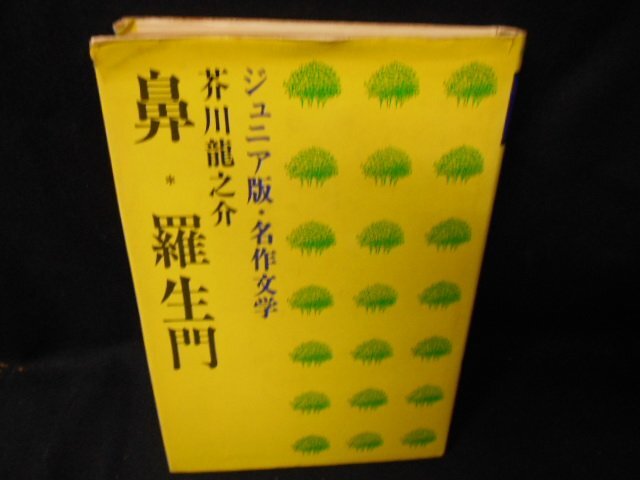 ジュニア版・名作文学
芥川龍之介
鼻＊羅生門